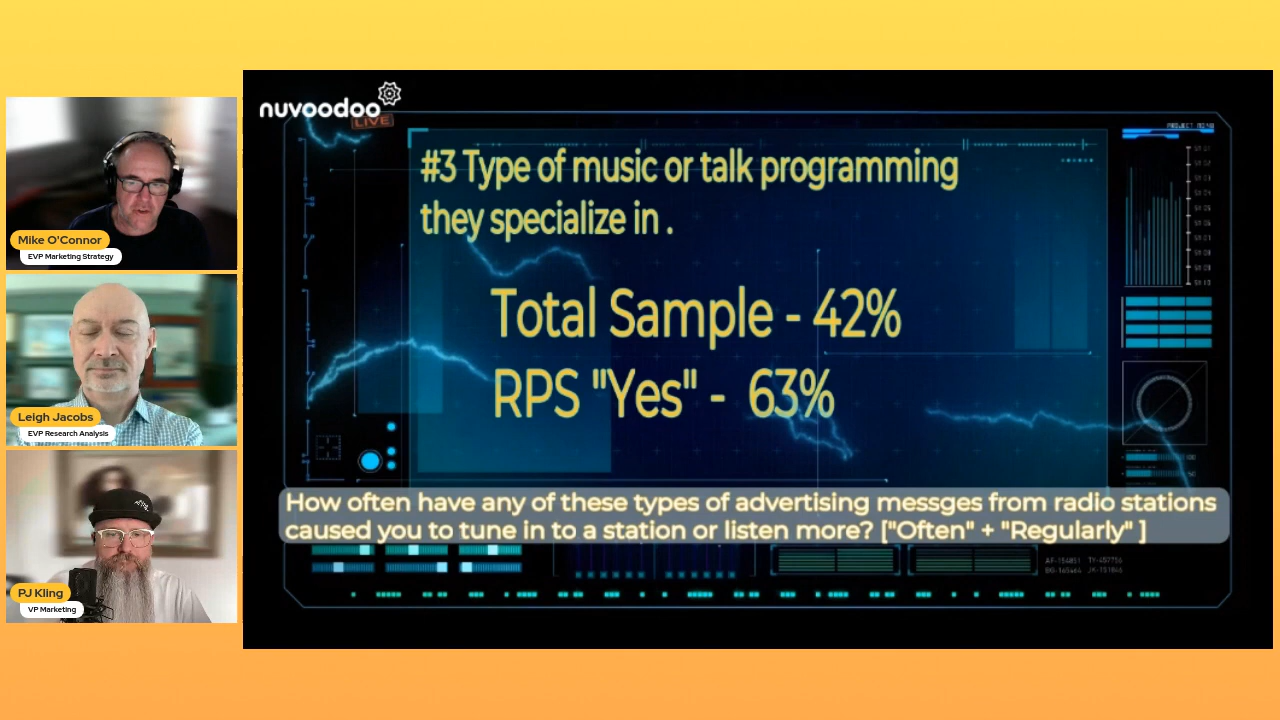 nuvoodoo
LIVE
#3 Type of music or talk programming
they specialize in .
Total Sample - 42%
RPS "Yes" - 63%
How often have any of these types of advertising messges from radio stations
caused you to tune in to a station or listen more? ["Often" + "Regularly" ]
Mike O'Connor
EVP Marketing Strategy
Leigh Jacobs
EVP Research Analysis
PJ Kling
VP Marketing